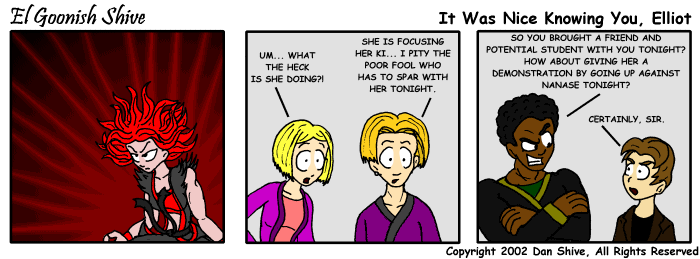 El Goonish Shive
It Was Nice Knowing You, Elliot
UM... WHAT
THE HECK
IS SHE DOING?!
SHE IS FOCUSING
HER KI... I PITY THE
POOR FOOL WHO
HAS TO SPAR WITH
HER TONIGHT.
SO YOU BROUGHT A FRIEND AND
POTENTIAL STUDENT WITH YOU TONIGHT?
HOW ABOUT GIVING HER A
DEMONSTRATION BY GOING UP AGAINST
NANASE TONIGHT?
CERTAINLY, SIR.
Copyright 2002 Dan Shive, All Rights Reserved